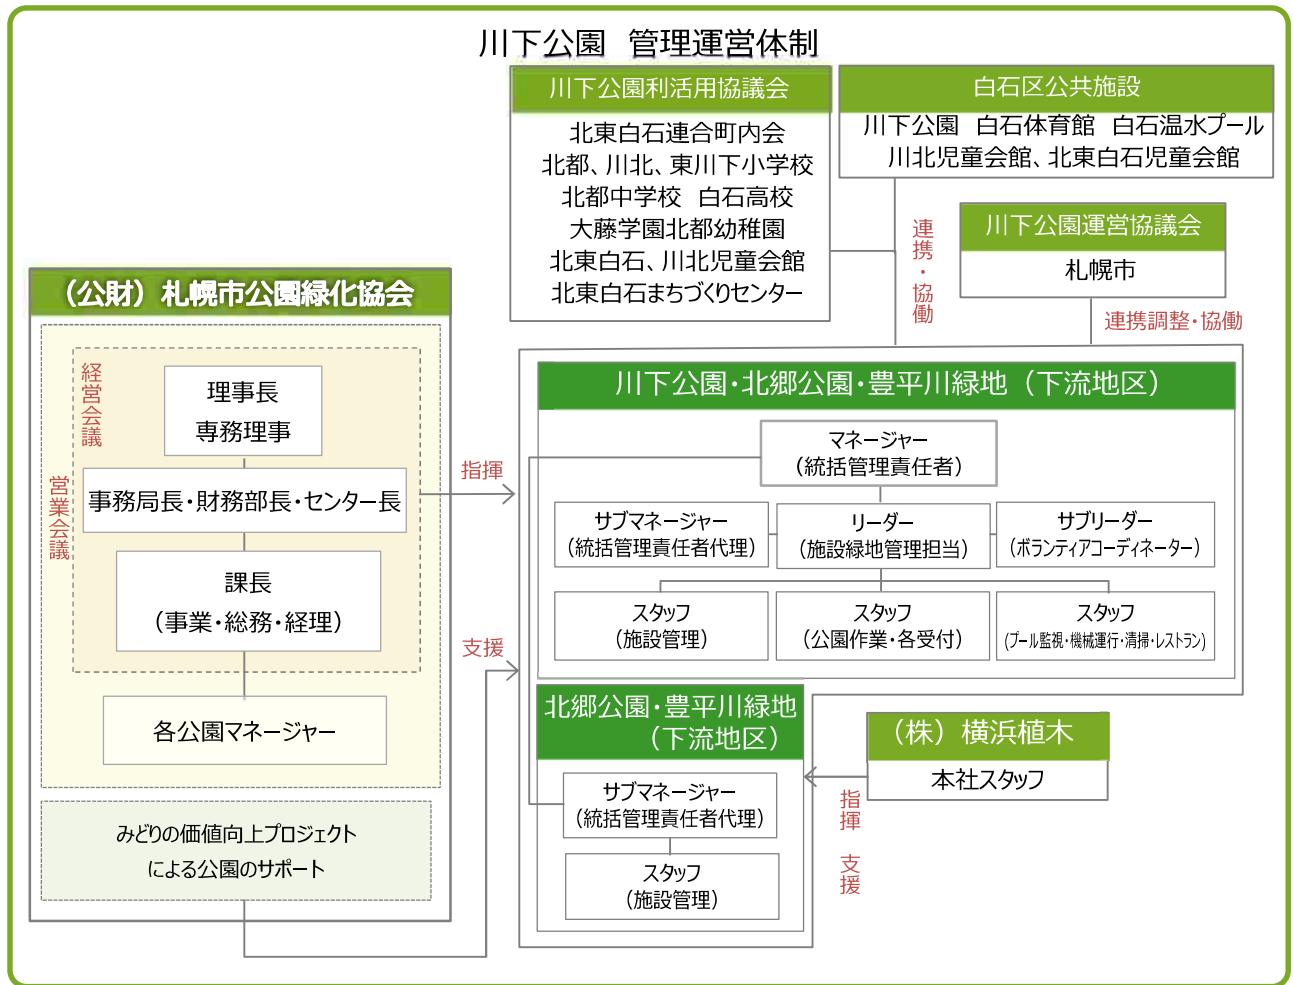 川下公園　管理運営体制
川下公園利活用協議会
北東白石連合町内会
北都、川北、東川下小学校
北都中学校　白石高校
大藤学園北都幼稚園
北東白石、川北児童会館
北東白石まちづくりセンター
白石区公共施設
川下公園　白石体育館　白石温水プール
川北児童会館、北東白石児童会館
連携・協働
川下公園運営協議会
札幌市
連携調整・協働
（公財）札幌市公園緑化協会
経営会議
営業会議
理事長
専務理事
事務局長・財務部長・センター長
課長
（事業・総務・経理）
各公園マネージャー
みどりの価値向上プロジェクト
による公園のサポート
指揮
支援
川下公園・北郷公園・豊平川緑地（下流地区）
マネージャー
（統括管理責任者）
サブマネージャー
（統括管理責任者代理）
リーダー
（施設緑地管理担当）
サブリーダー
（ボランティアコーディネーター）
スタッフ
（施設管理）
スタッフ
（公園作業・各受付）
スタッフ
(プール監視・機械運行・清掃・レストラン)
北郷公園・豊平川緑地
（下流地区）
サブマネージャー
（統括管理責任者代理）
スタッフ
（施設管理）
（株）横浜植木
本社スタッフ
指揮　支援